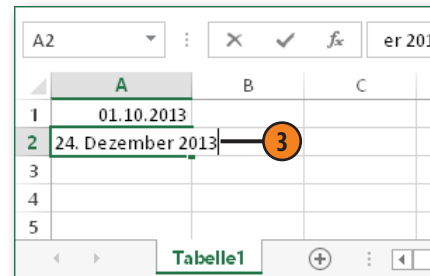 A2 fx er 201
A B C
1 01.10.2013
2 24. Dezember 2013 3
3
4
5
Tabelle1